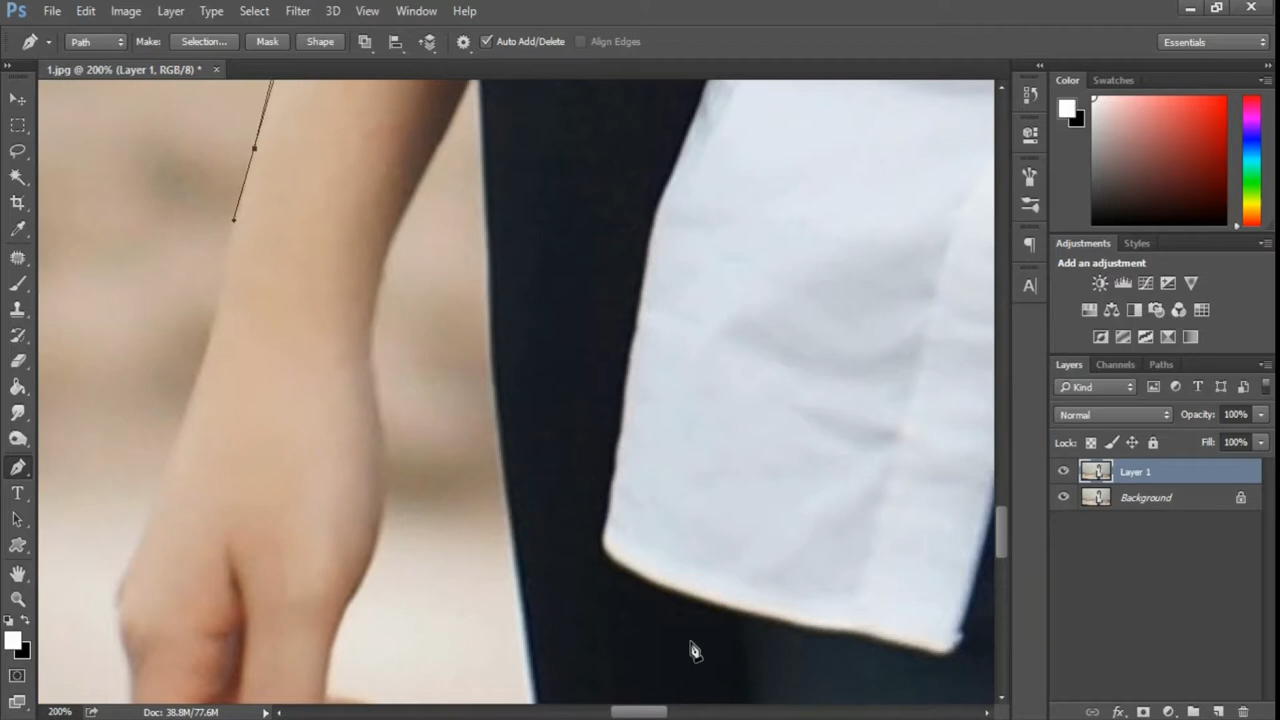 Ps File Edit Image Layer Type Select Filter 3D View Window Help
Path Make: Selection... Mask Shape Auto Add/Delete Align Edges Essentials
1.jpg @ 200% (Layer 1, RGB/8) *
Color Swatches
Adjustments Styles
Add an adjustment
Layers Channels Paths
Kind
Normal Opacity: 100%
Lock: Fill: 100%
Layer 1
Background
200% Doc: 38.8M/77.6M